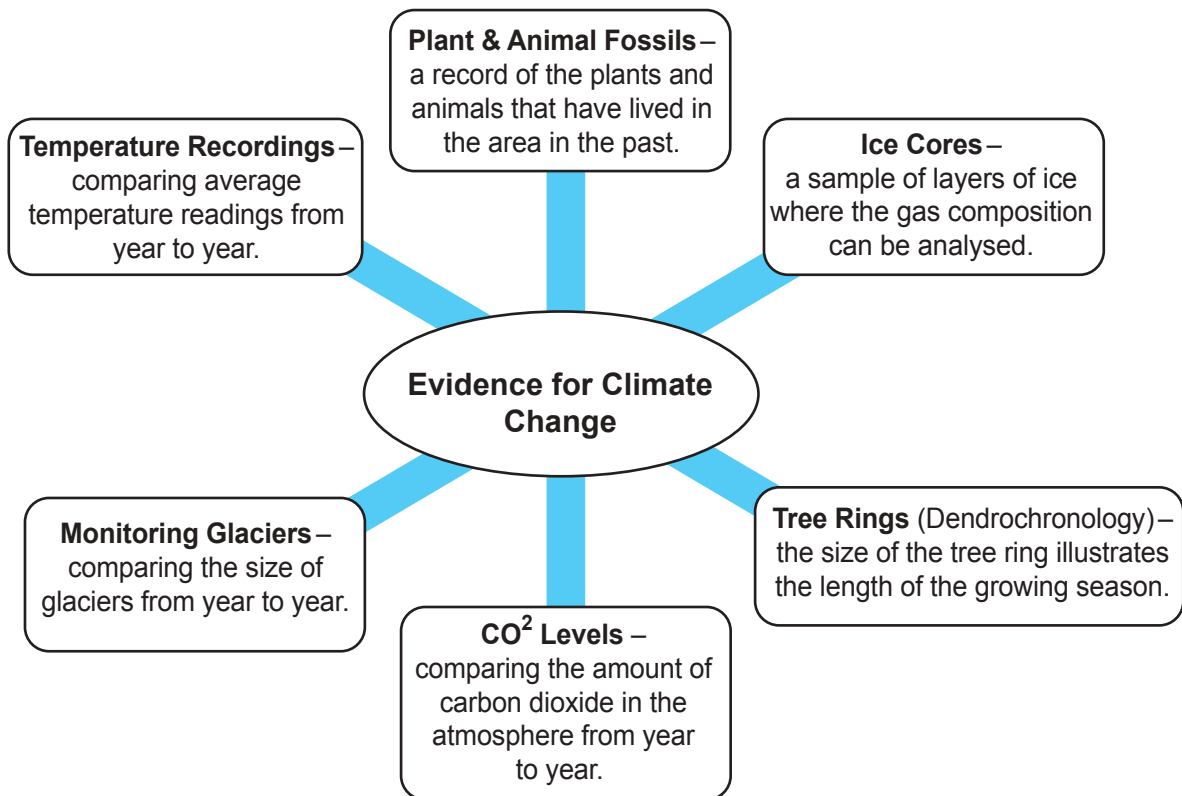 Plant & Animal Fossils –
a record of the plants and
animals that have lived in
the area in the past.
Temperature Recordings –
comparing average
temperature readings from
year to year.
Ice Cores –
a sample of layers of ice
where the gas composition
can be analysed.
Evidence for Climate
Change
Monitoring Glaciers –
comparing the size of
glaciers from year to year.
Tree Rings (Dendrochronology) –
the size of the tree ring illustrates
the length of the growing season.
CO² Levels –
comparing the amount of
carbon dioxide in the
atmosphere from year
to year.